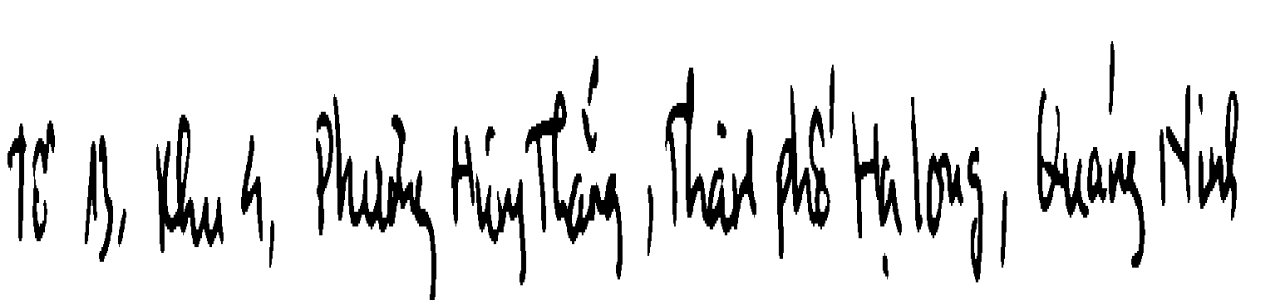 Tổ 13, Khu 4, Phường Hùng Thắng, Thành phố Hạ Long, Quảng Ninh